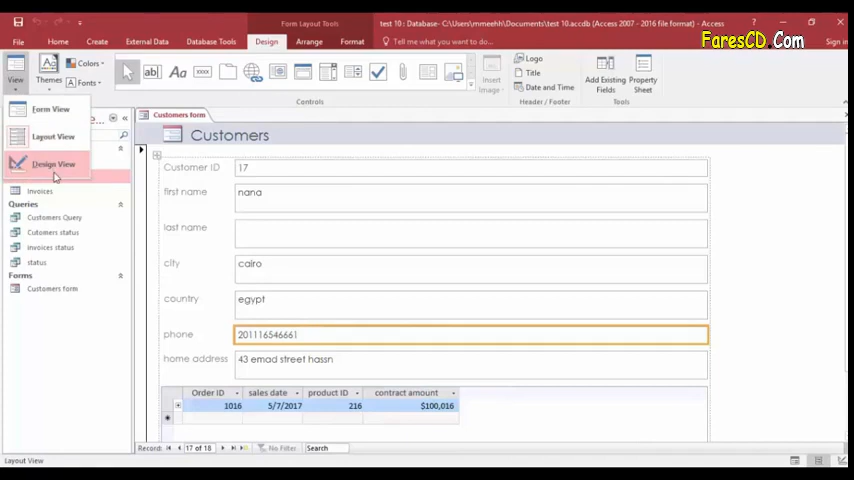 Form Layout Tools
test 10 : Database- C:\Users\mmeehh\Documents\test 10.accdb (Access 2007 - 2016 file format) - Access
FaresCD.Com
File Home Create External Data Database Tools Design Arrange Format Tell me what you want to do... Sign in
View
Themes
Colors
Fonts
ab|
Aa
xxxx
Controls
Insert
Image
Logo
Title
Date and Time
Header / Footer
Add Existing
Fields
Property
Sheet
Tools
Form View
Layout View
Design View
Invoices
Queries
Customers Query
Cutomers status
Invoices status
status
Forms
Customers form
Customers form
Customers
Customer ID 17
first name nana
last name
city cairo
country egypt
phone 201116546661
home address 43 emad street hassn
Order ID sales date product ID contract amount
1016 5/7/2017 216 $100,016
Record: 17 of 18 No Filter Search
Layout View